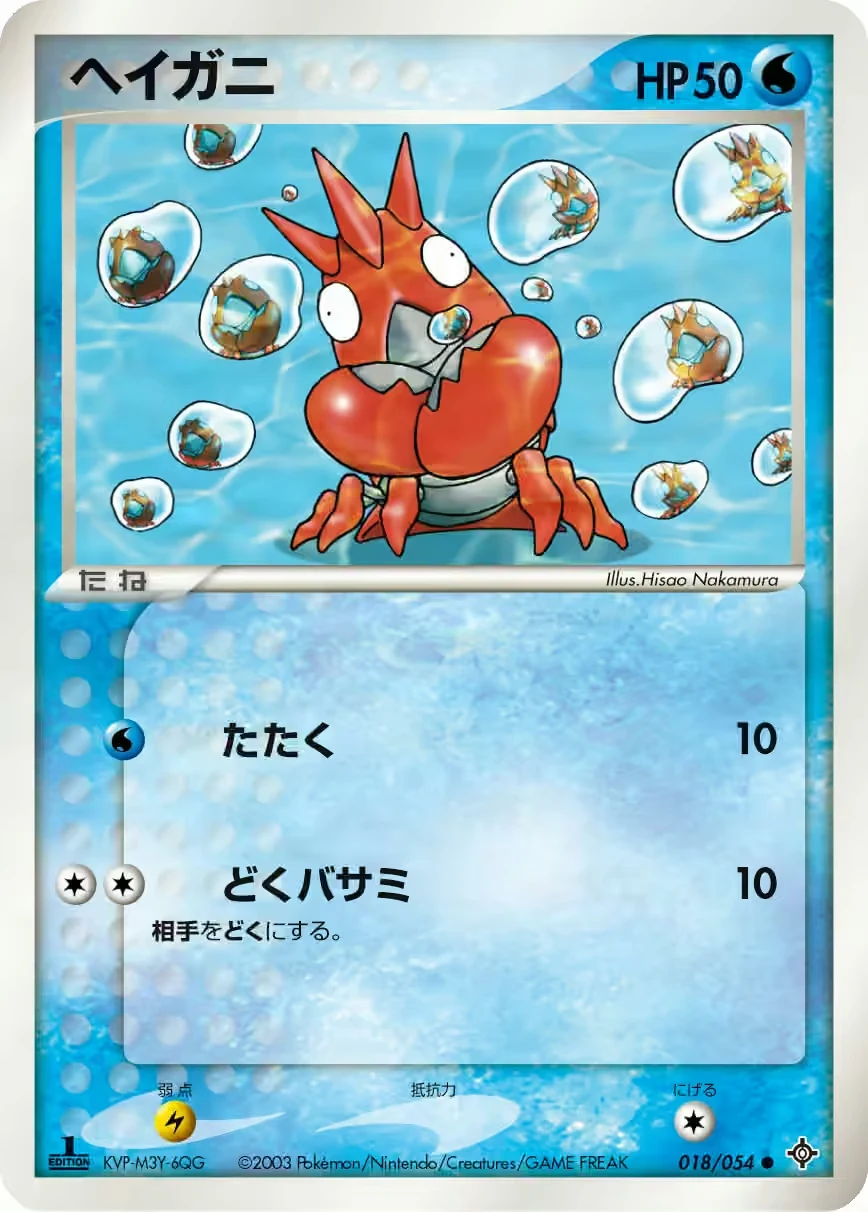 ヘイガニ HP50
たね Illus.Hisao Nakamura
たたく 10
どくバサミ 10
相手をどくにする。
弱点 抵抗力 にげる
1 EDITION KVP-M3Y-6QG ©2003 Pokémon/Nintendo/Creatures/GAME FREAK 018/054